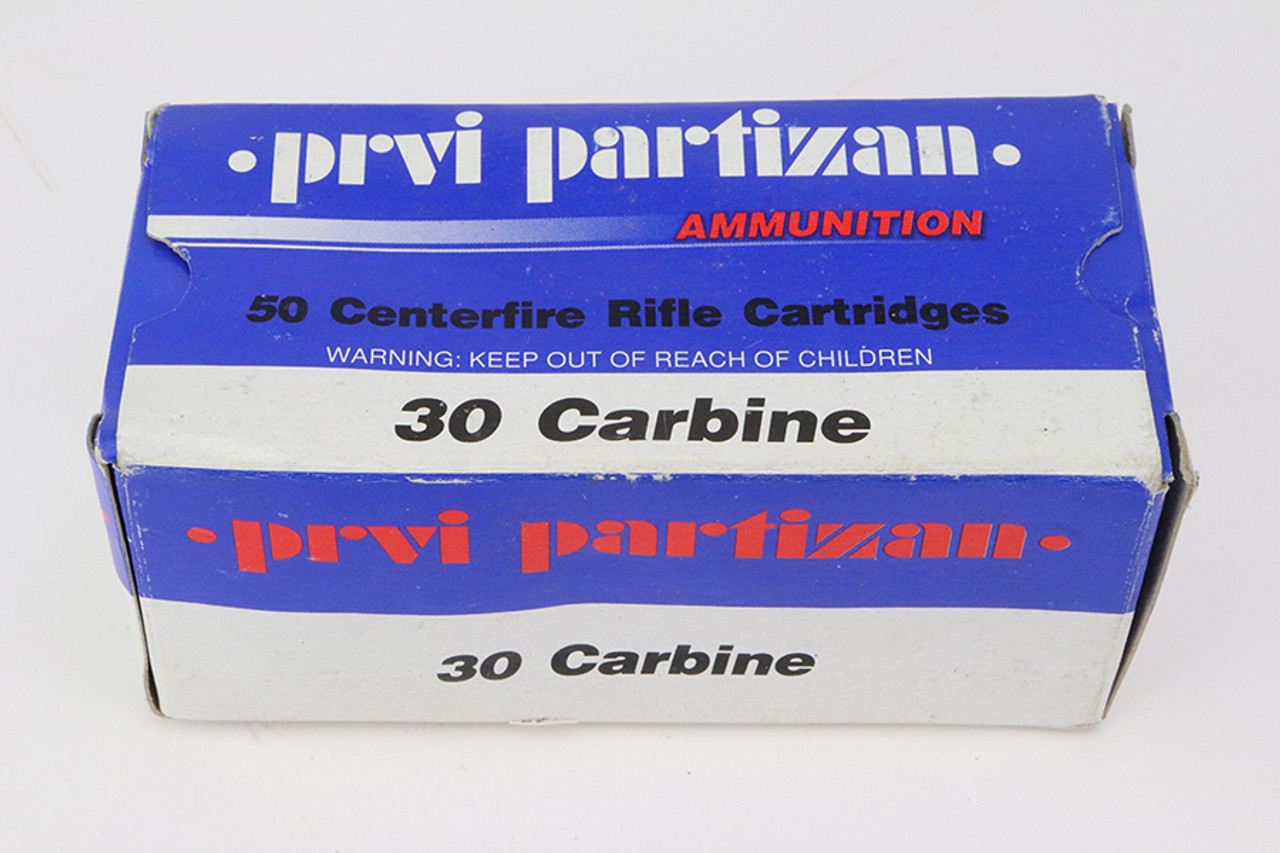 • prvi partizan •
AMMUNITION
50 Centerfire Rifle Cartridges
WARNING: KEEP OUT OF REACH OF CHILDREN
30 Carbine
• prvi partizan •
30 Carbine